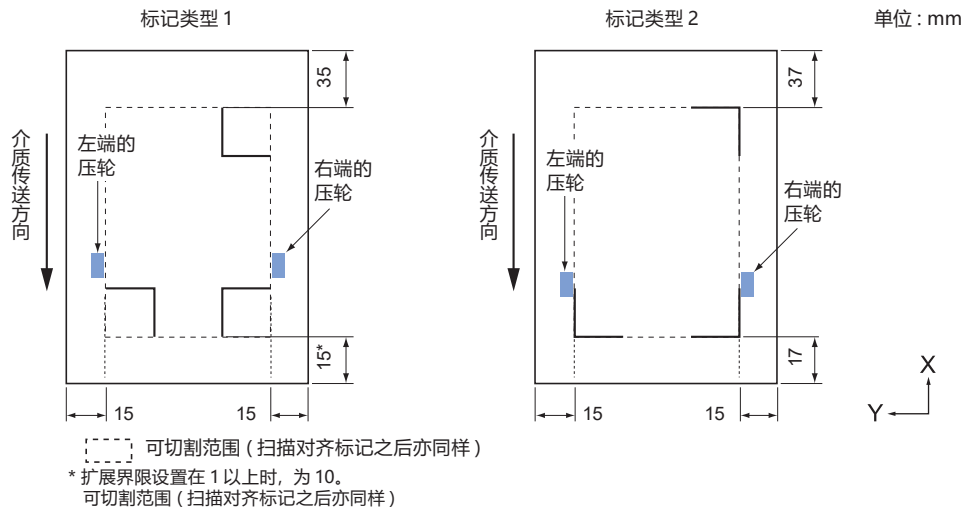 标记类型 1
标记类型 2
单位 : mm
35
介质传送方向
左端的
压轮
右端的
压轮
15*
15
15
37
介质传送方向
左端的
压轮
右端的
压轮
17
15
15
X
Y
可切割范围 ( 扫描对齐标记之后亦同样 )
* 扩展界限设置在 1 以上时, 为 10。
可切割范围 ( 扫描对齐标记之后亦同样 )